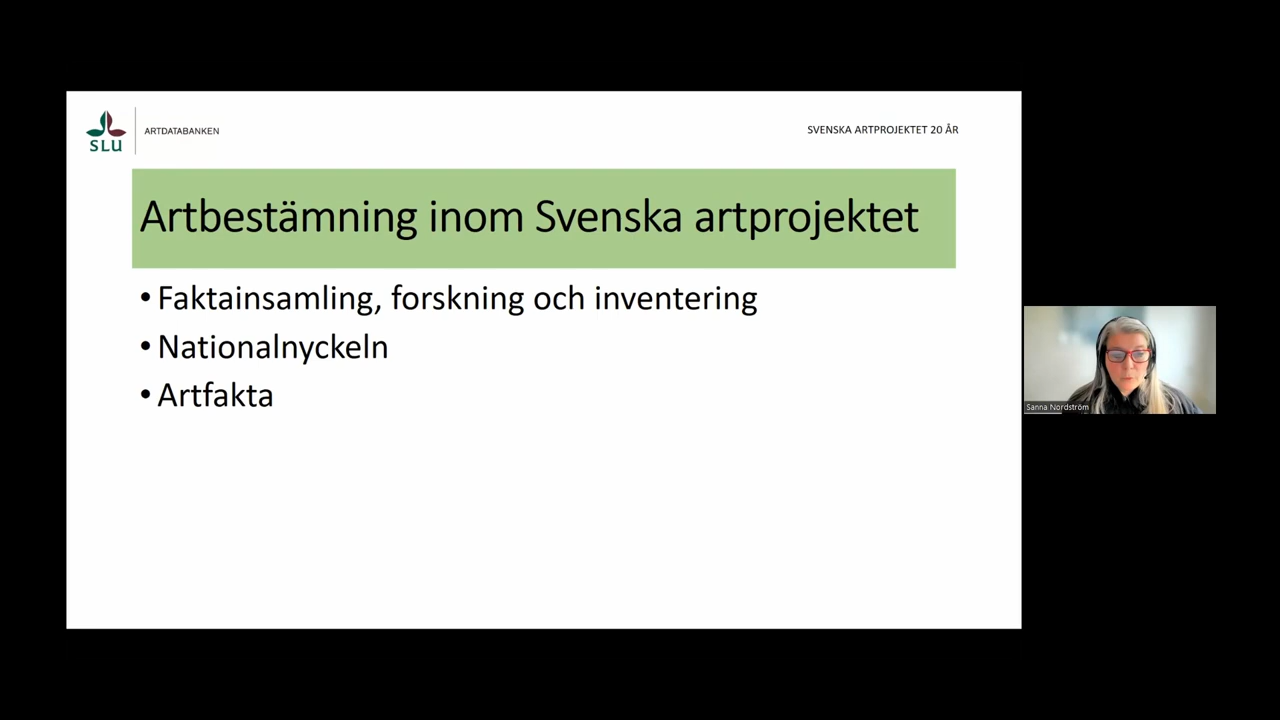 SLU
ARTDATABANKEN
SVENSKA ARTPROJEKTET 20 ÅR
Artbestämning inom Svenska artprojektet
• Faktainsamling, forskning och inventering
• Nationalnyckeln
• Artfakta
Sanna Nordström